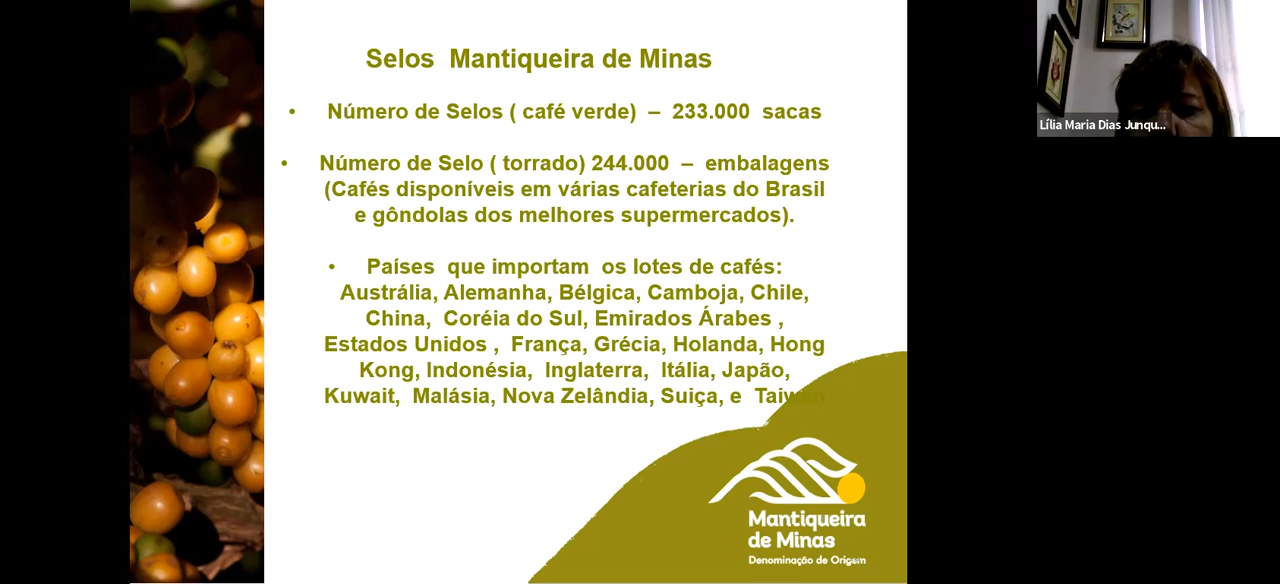 Selos Mantiqueira de Minas
• Número de Selos ( café verde) – 233.000 sacas
• Número de Selo ( torrado) 244.000 – embalagens
(Cafés disponíveis em várias cafeterias do Brasil
e gôndolas dos melhores supermercados).
• Países que importam os lotes de cafés:
Austrália, Alemanha, Bélgica, Camboja, Chile,
China, Coréia do Sul, Emirados Árabes ,
Estados Unidos , França, Grécia, Holanda, Hong
Kong, Indonésia, Inglaterra, Itália, Japão,
Kuwait, Malásia, Nova Zelândia, Suiça, e Taiwan
Mantiqueira
de Minas
Denominação de Origem
Lília Maria Dias Junqu...